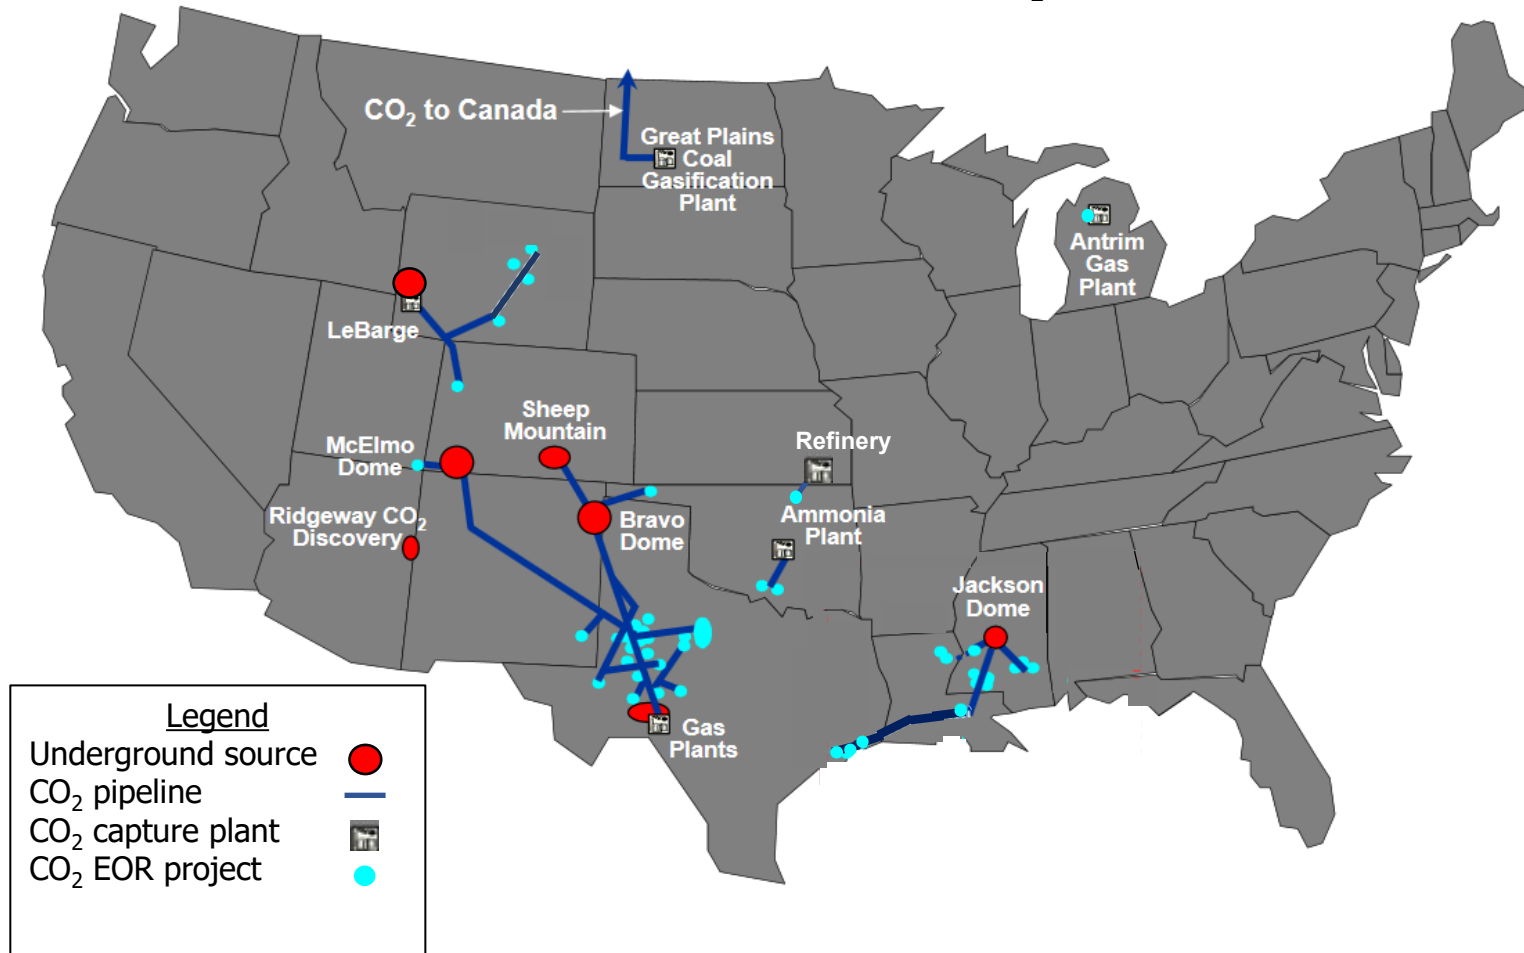 CO₂ to Canada
Great Plains
Coal
Gasification
Plant
Antrim
Gas
Plant
LeBarge
Sheep
Mountain
McElmo
Dome
Refinery
Ridgeway CO₂
Discovery
Bravo
Dome
Ammonia
Plant
Jackson
Dome
Gas
Plants
Legend
Underground source
CO₂ pipeline
CO₂ capture plant
CO₂ EOR project